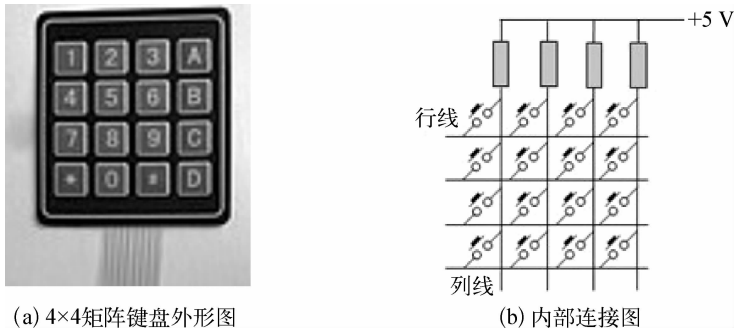 1 2 3 A
4 5 6 B
7 8 9 C
* 0 # D
(a) 4×4矩阵键盘外形图
+5 V
行线
列线
(b) 内部连接图